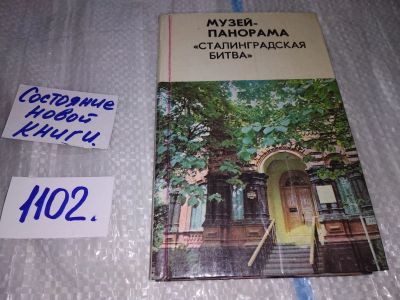 МУЗЕЙ-
ПАНОРАМА
«СТАЛИНГРАДСКАЯ
БИТВА»
Состояние
новой
книги.
1102.